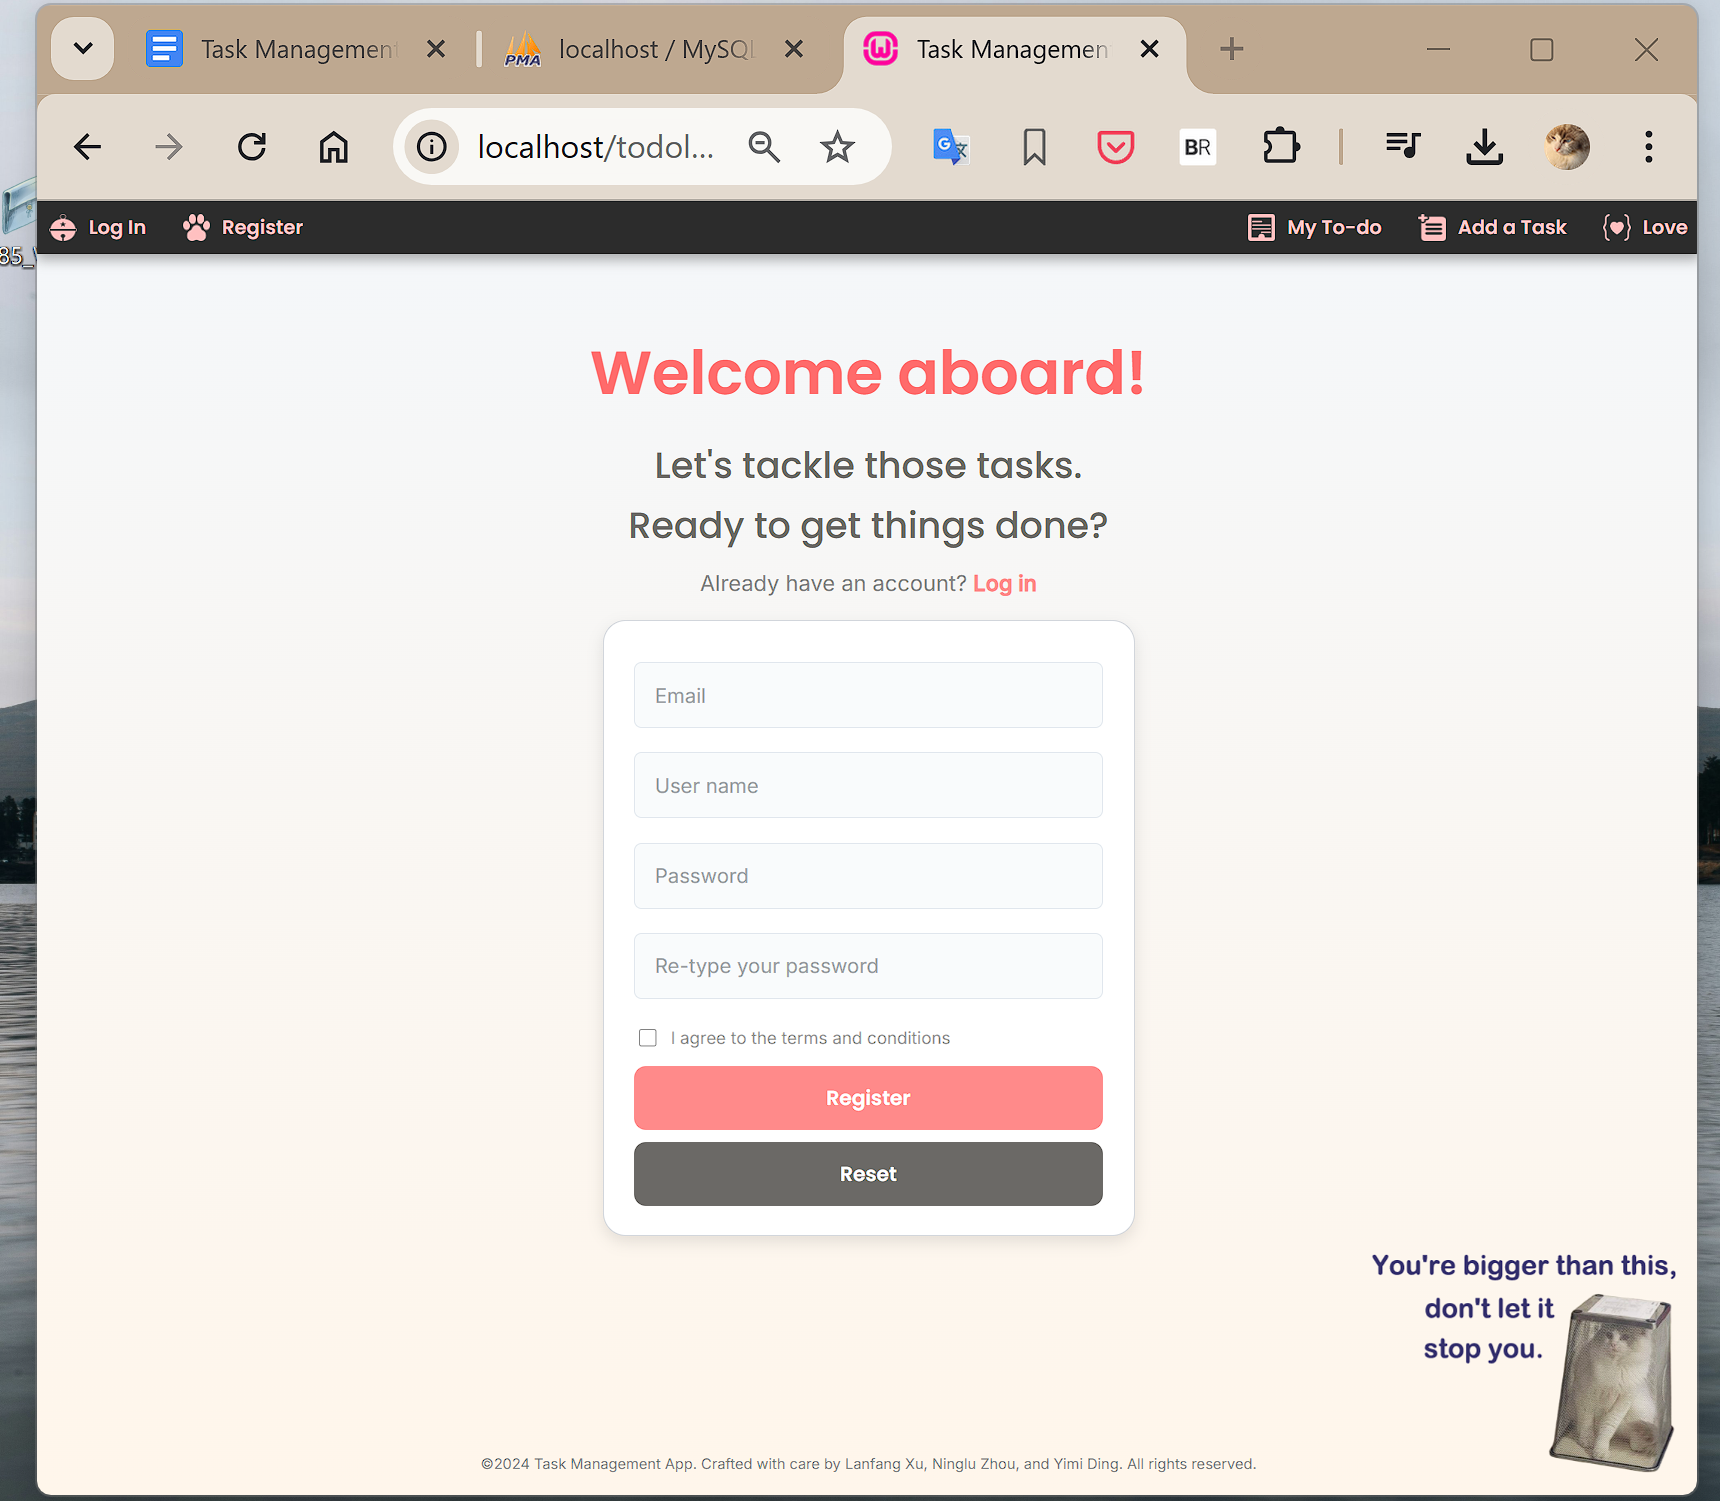 Task Management
localhost / MySQL
Task Managemen
localhost/todol...
BR
Log In
Register
My To-do
Add a Task
Love
85_
Welcome aboard!
Let's tackle those tasks.
Ready to get things done?
Already have an account? Log in
Email
User name
Password
Re-type your password
I agree to the terms and conditions
Register
Reset
You're bigger than this,
don't let it
stop you.
©2024 Task Management App. Crafted with care by Lanfang Xu, Ninglu Zhou, and Yimi Ding. All rights reserved.